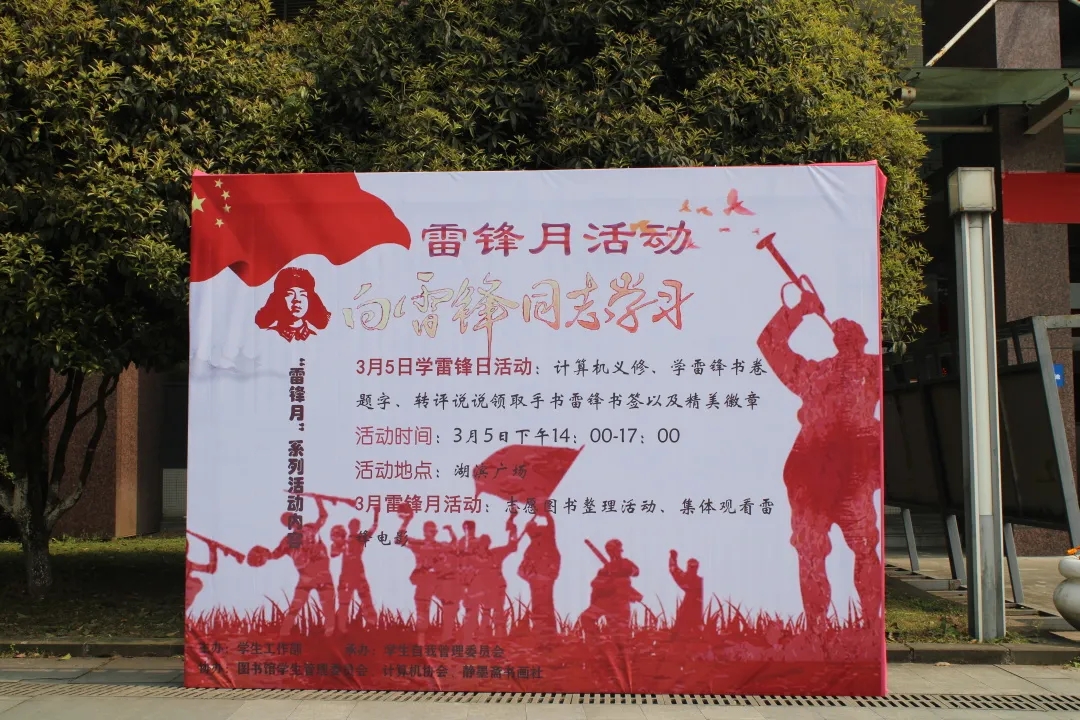 雷锋月活动
向雷锋同志学习
“雷锋月”系列活动内容
3月5日学雷锋日活动：计算机义修、学雷锋书卷
题字、转评说说领取手书雷锋书签以及精美徽章
活动时间：3月5日下午14：00-17：00
活动地点：湖滨广场
3月雷锋月活动：志愿图书整理活动、集体观看雷
锋电影
主办：学生工作部 承办：学生自我管理委员会
协办：图书馆学生管理委员会 计算机协会 静墨斋书画社